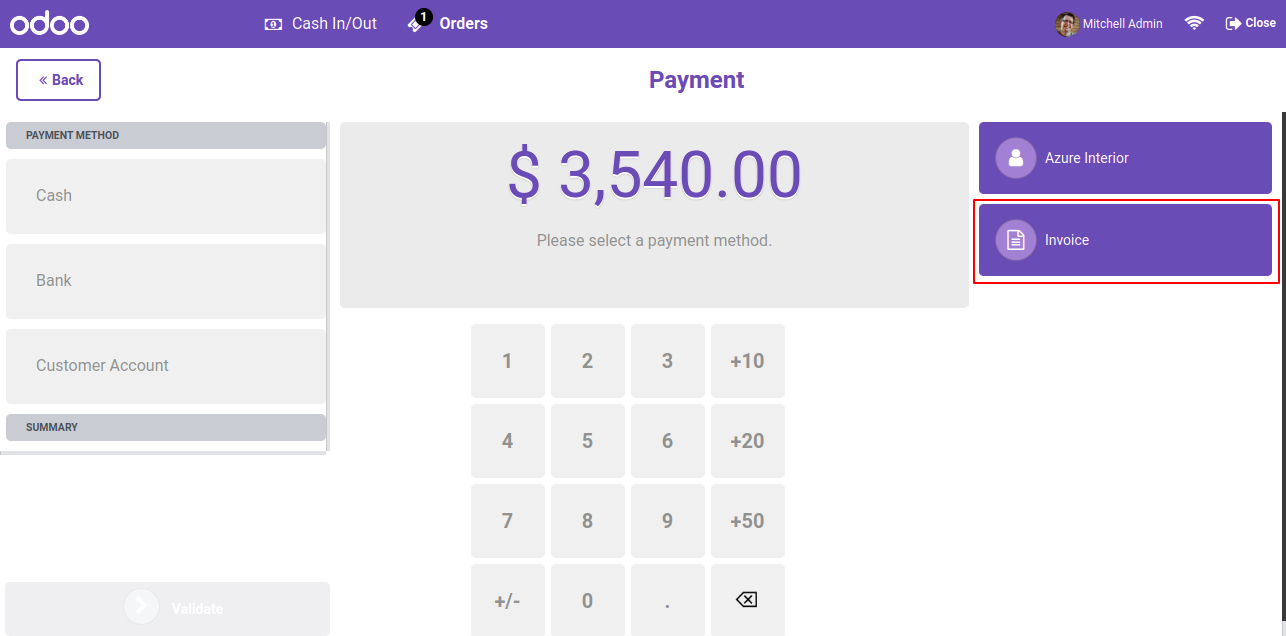 odoo
Cash In/Out
1
Orders
Mitchell Admin
Close
« Back
Payment
PAYMENT METHOD
Cash
Bank
Customer Account
SUMMARY
Validate
$ 3,540.00
Please select a payment method.
1 2 3 +10
4 5 6 +20
7 8 9 +50
+/- 0 .
Azure Interior
Invoice